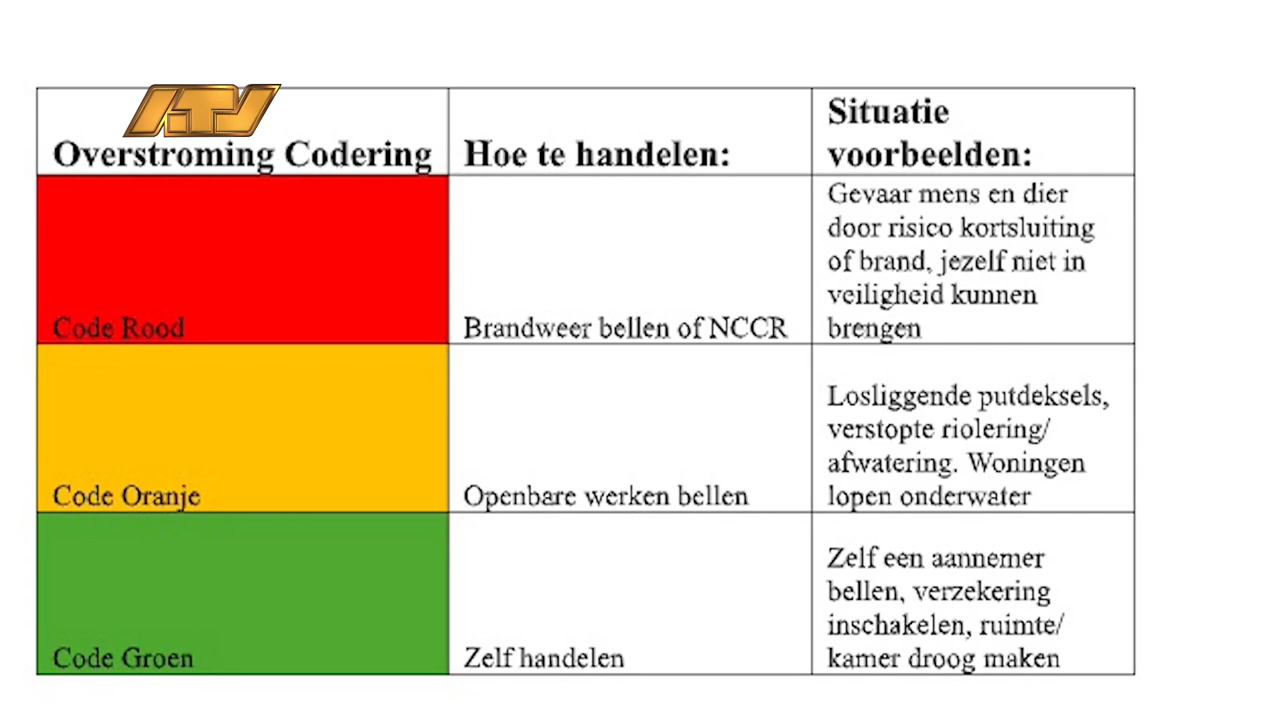 ATV
Overstroming Codering
Hoe te handelen:
Situatie
voorbeelden:
Code Rood
Brandweer bellen of NCCR
Gevaar mens en dier
door risico kortsluiting
of brand, jezelf niet in
veiligheid kunnen
brengen
Code Oranje
Openbare werken bellen
Losliggende putdeksels,
verstopte riolering/
afwatering. Woningen
lopen onderwater
Code Groen
Zelf handelen
Zelf een aannemer
bellen, verzekering
inschakelen, ruimte/
kamer droog maken